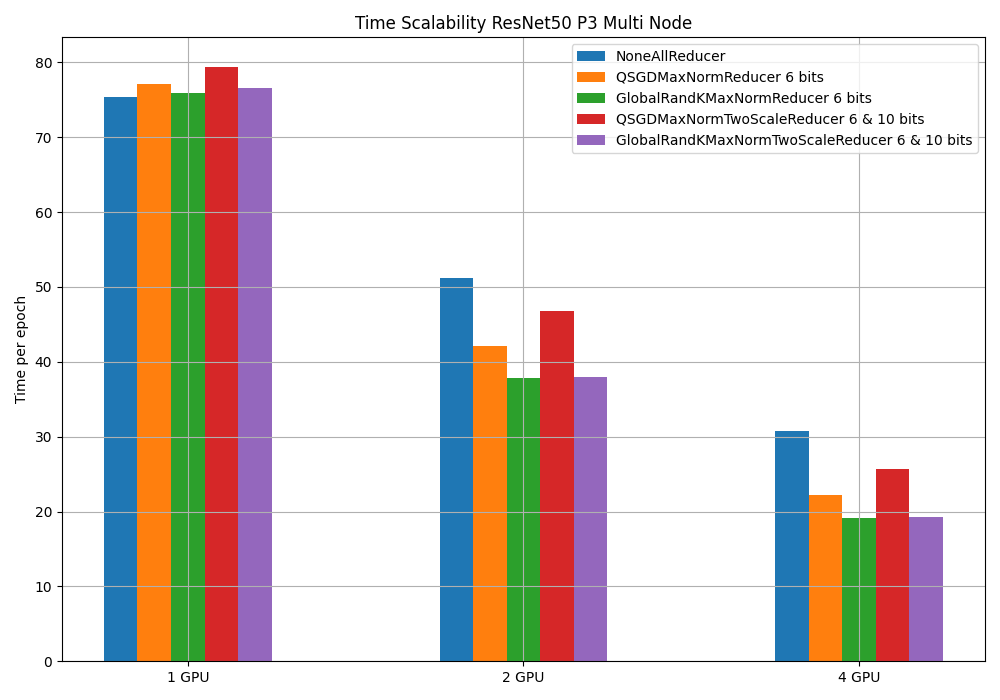 Time Scalability ResNet50 P3 Multi Node
NoneAllReducer
QSGDMaxNormReducer 6 bits
GlobalRandKMaxNormReducer 6 bits
QSGDMaxNormTwoScaleReducer 6 & 10 bits
GlobalRandKMaxNormTwoScaleReducer 6 & 10 bits
Time per epoch
80
70
60
50
40
30
20
10
0
1 GPU
2 GPU
4 GPU